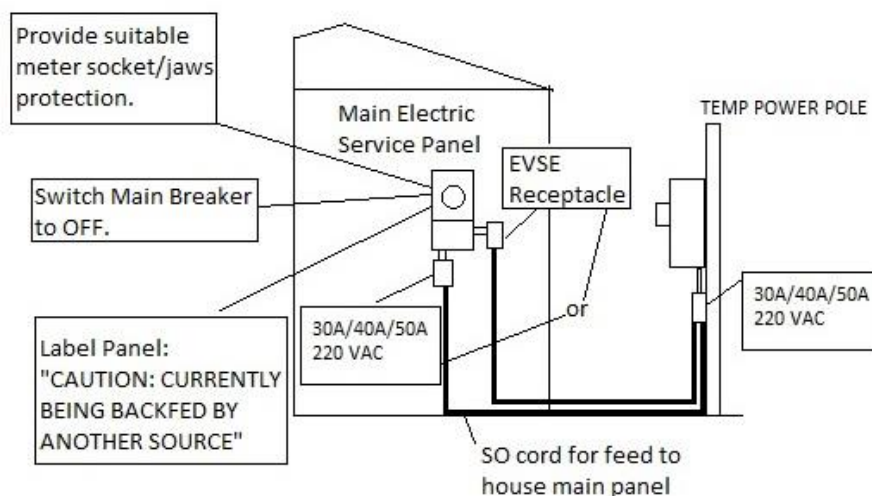 Provide suitable
meter socket/jaws
protection.
Main Electric
Service Panel
TEMP POWER POLE
EVSE
Receptacle
Switch Main Breaker
to OFF.
or
30A/40A/50A
220 VAC
30A/40A/50A
220 VAC
Label Panel:
"CAUTION: CURRENTLY
BEING BACKFED BY
ANOTHER SOURCE"
SO cord for feed to
house main panel